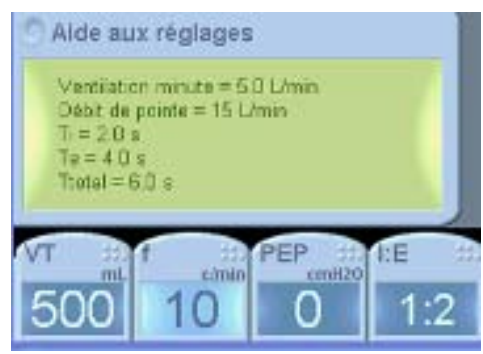 Aide aux réglages
Ventilation minute = 5.0 L/min
Débit de pointe = 15 L/min
Ti = 2.0 s
Te = 4.0 s
Ttotal = 6.0 s
VT f PEP I:E
mL c/min cmH2O
500 10 0 1:2